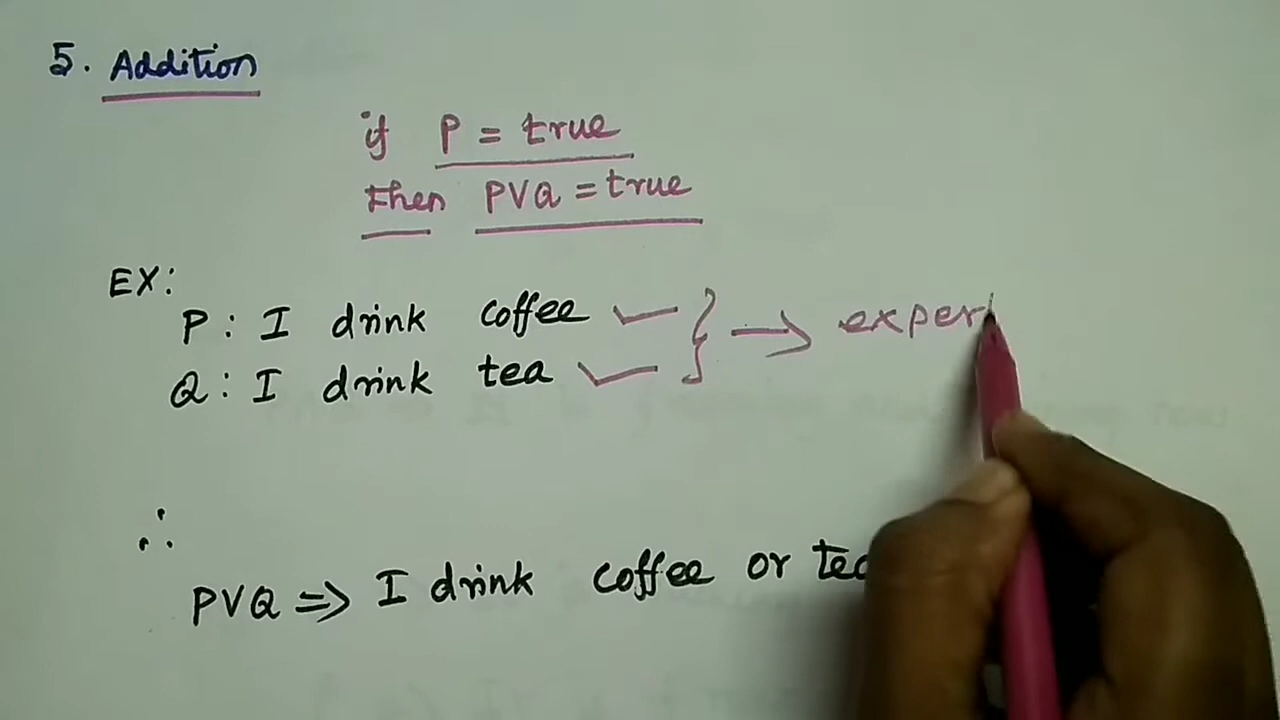 5. Addition
if P = true
then PVQ = true
EX:
P : I drink coffee
Q : I drink tea } → exper
∴
PVQ => I drink coffee or tea